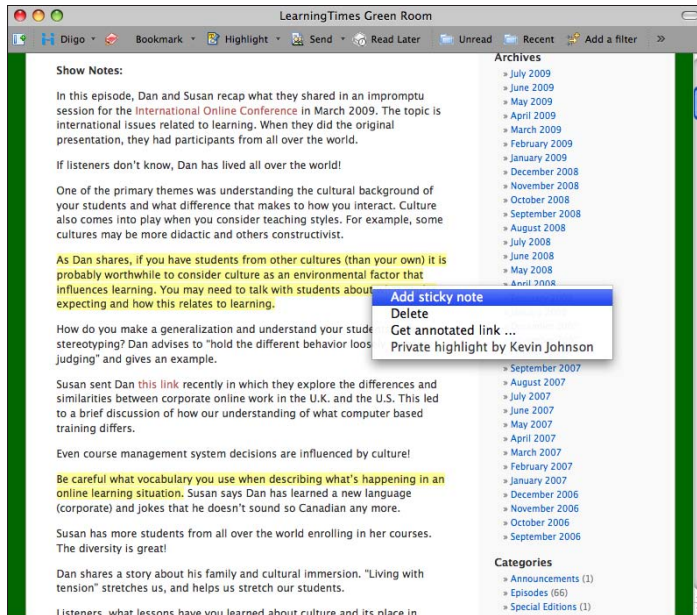 LearningTimes Green Room
Diigo Bookmark Highlight Send Read Later Unread Recent Add a filter »
Show Notes:
In this episode, Dan and Susan recap what they shared in an impromptu
session for the International Online Conference in March 2009. The topic is
international issues related to learning. When they did the original
presentation, they had participants from all over the world.
If listeners don't know, Dan has lived all over the world!
One of the primary themes was understanding the cultural background of
your students and what difference that makes to how you interact. Culture
also comes into play when you consider teaching styles. For example, some
cultures may be more didactic and others constructivist.
As Dan shares, if you have students from other cultures (than your own) it is
probably worthwhile to consider culture as an environmental factor that
influences learning. You may need to talk with students about
expecting and how this relates to learning.
How do you make a generalization and understand your
stereotyping? Dan advises to "hold the different behavior
judging" and gives an example.
Susan sent Dan this link recently in which they explore the differences and
similarities between corporate online work in the U.K. and the U.S. This led
to a brief discussion of how our understanding of what computer based
training differs.
Even course management system decisions are influenced by culture!
Be careful what vocabulary you use when describing what's happening in an
online learning situation. Susan says Dan has learned a new language
(corporate) and jokes that he doesn't sound so Canadian any more.
Susan has more students from all over the world enrolling in her courses.
The diversity is great!
Dan shares a story about his family and cultural immersion. "Living with
tension" stretches us, and helps us stretch our students.
Listeners, what lessons have you learned about culture and its place in
Add sticky note
Delete
Get annotated link ...
Private highlight by Kevin Johnson
Archives
» July 2009
» June 2009
» May 2009
» April 2009
» March 2009
» February 2009
» January 2009
» December 2008
» November 2008
» October 2008
» September 2008
» August 2008
» July 2008
» June 2008
» May 2008
» April 2008
» September 2007
» August 2007
» July 2007
» June 2007
» May 2007
» April 2007
» March 2007
» February 2007
» January 2007
» December 2006
» November 2006
» October 2006
» September 2006
Categories
» Announcements (1)
» Episodes (66)
» Special Editions (1)